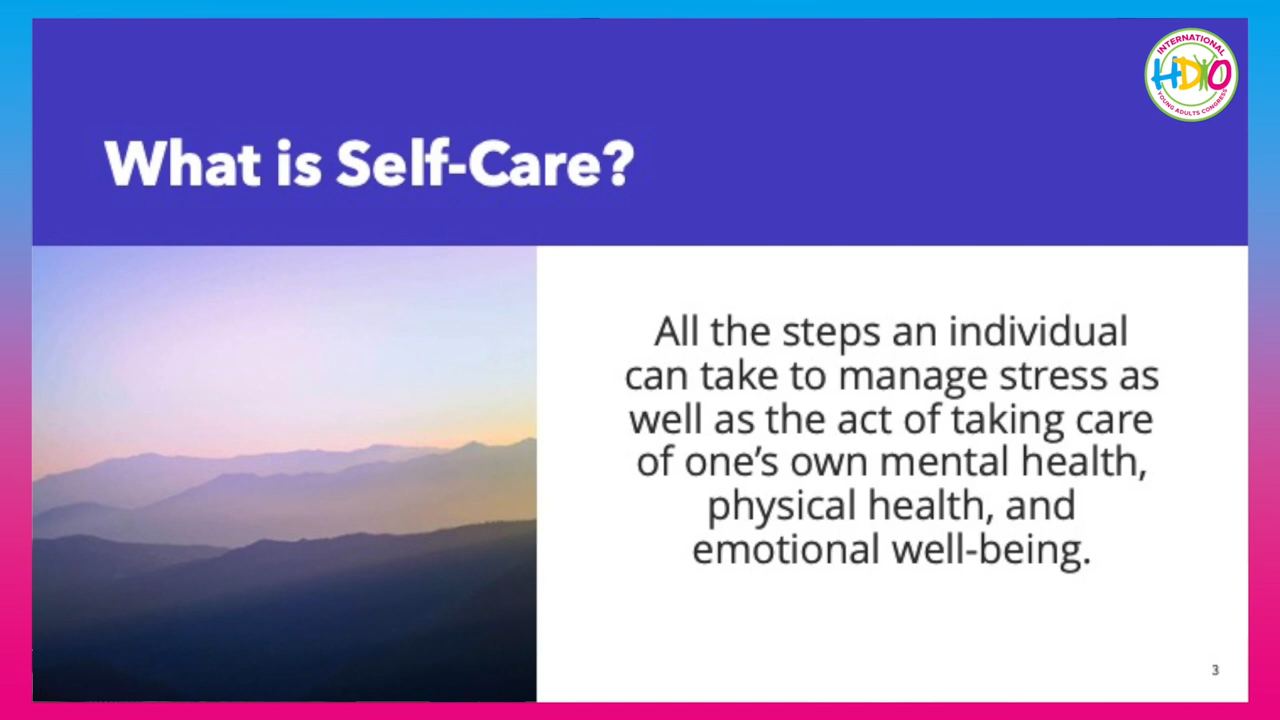 INTERNATIONAL
HDYO
YOUNG ADULTS CONGRESS
What is Self-Care?
All the steps an individual
can take to manage stress as
well as the act of taking care
of one’s own mental health,
physical health, and
emotional well-being.
3